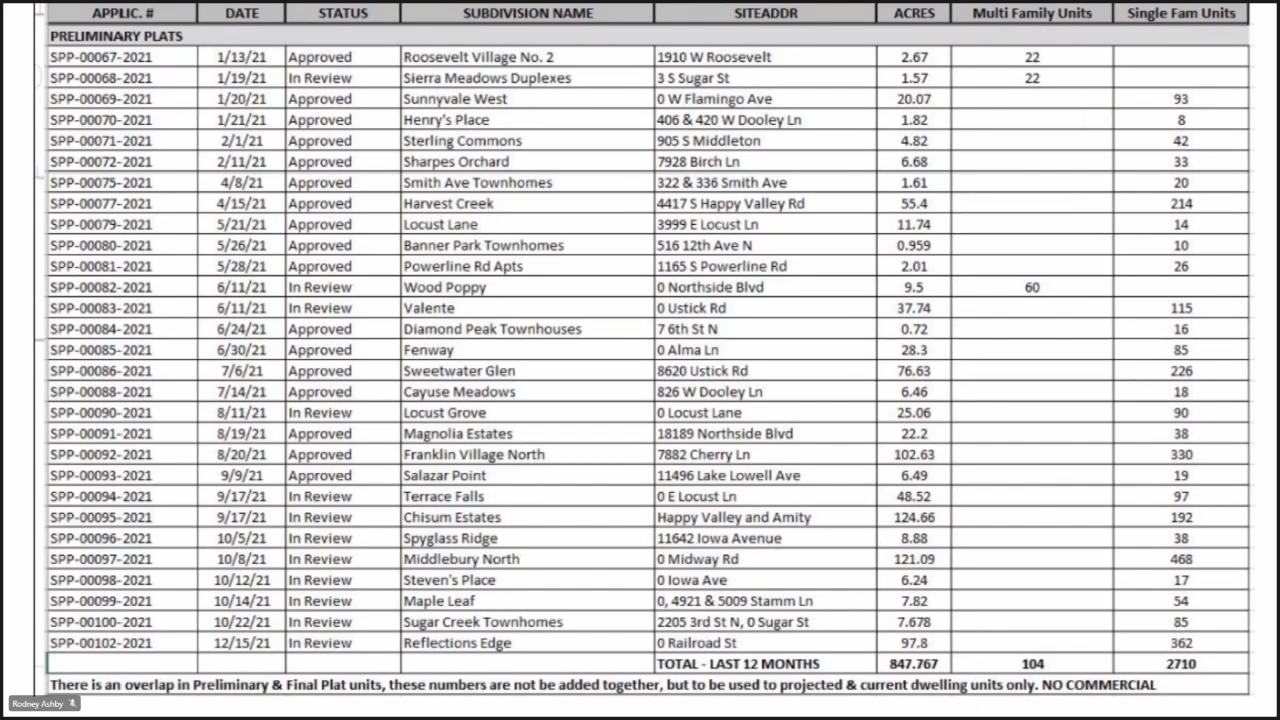 APPLIC. # DATE STATUS SUBDIVISION NAME SITEADDR ACRES Multi Family Units Single Fam Units
PRELIMINARY PLATS
SPP-00067-2021 1/13/21 Approved Roosevelt Village No. 2 1910 W Roosevelt 2.67 22
SPP-00068-2021 1/19/21 In Review Sierra Meadows Duplexes 3 S Sugar St 1.57 22
SPP-00069-2021 1/20/21 Approved Sunnyvale West 0 W Flamingo Ave 20.07 93
SPP-00070-2021 1/21/21 Approved Henry's Place 406 & 420 W Dooley Ln 1.82 8
SPP-00071-2021 2/1/21 Approved Sterling Commons 905 S Middleton 4.82 42
SPP-00072-2021 2/11/21 Approved Sharpes Orchard 7928 Birch Ln 6.68 33
SPP-00075-2021 4/8/21 Approved Smith Ave Townhomes 322 & 336 Smith Ave 1.61 20
SPP-00077-2021 4/15/21 Approved Harvest Creek 4417 S Happy Valley Rd 55.4 214
SPP-00079-2021 5/21/21 Approved Locust Lane 3999 E Locust Ln 11.74 14
SPP-00080-2021 5/26/21 Approved Banner Park Townhomes 516 12th Ave N 0.959 10
SPP-00081-2021 5/28/21 Approved Powerline Rd Apts 1165 S Powerline Rd 2.01 26
SPP-00082-2021 6/11/21 In Review Wood Poppy 0 Northside Blvd 9.5 60
SPP-00083-2021 6/11/21 In Review Valente 0 Ustick Rd 37.74 115
SPP-00084-2021 6/24/21 Approved Diamond Peak Townhouses 7 6th St N 0.72 16
SPP-00085-2021 6/30/21 Approved Fenway 0 Alma Ln 28.3 85
SPP-00086-2021 7/6/21 Approved Sweetwater Glen 8620 Ustick Rd 76.63 226
SPP-00088-2021 7/14/21 Approved Cayuse Meadows 826 W Dooley Ln 6.46 18
SPP-00090-2021 8/11/21 In Review Locust Grove 0 Locust Lane 25.06 90
SPP-00091-2021 8/19/21 Approved Magnolia Estates 18189 Northside Blvd 22.2 38
SPP-00092-2021 8/20/21 Approved Franklin Village North 7882 Cherry Ln 102.63 330
SPP-00093-2021 9/9/21 Approved Salazar Point 11496 Lake Lowell Ave 6.49 19
SPP-00094-2021 9/17/21 In Review Terrace Falls 0 E Locust Ln 48.52 97
SPP-00095-2021 9/17/21 In Review Chisum Estates Happy Valley and Amity 124.66 192
SPP-00096-2021 10/5/21 In Review Spyglass Ridge 11642 Iowa Avenue 8.88 38
SPP-00097-2021 10/8/21 In Review Middlebury North 0 Midway Rd 121.09 468
SPP-00098-2021 10/12/21 In Review Steven's Place 0 Iowa Ave 6.24 17
SPP-00099-2021 10/14/21 In Review Maple Leaf 0, 4921 & 5009 Stamm Ln 7.82 54
SPP-00100-2021 10/22/21 In Review Sugar Creek Townhomes 2205 3rd St N, 0 Sugar St 7.678 85
SPP-00102-2021 12/15/21 In Review Reflections Edge 0 Railroad St 97.8 362
TOTAL - LAST 12 MONTHS 847.767 104 2710
There is an overlap in Preliminary & Final Plat units, these numbers are not be added together, but to be used to projected & current dwelling units only. NO COMMERCIAL
Rodney Ashby